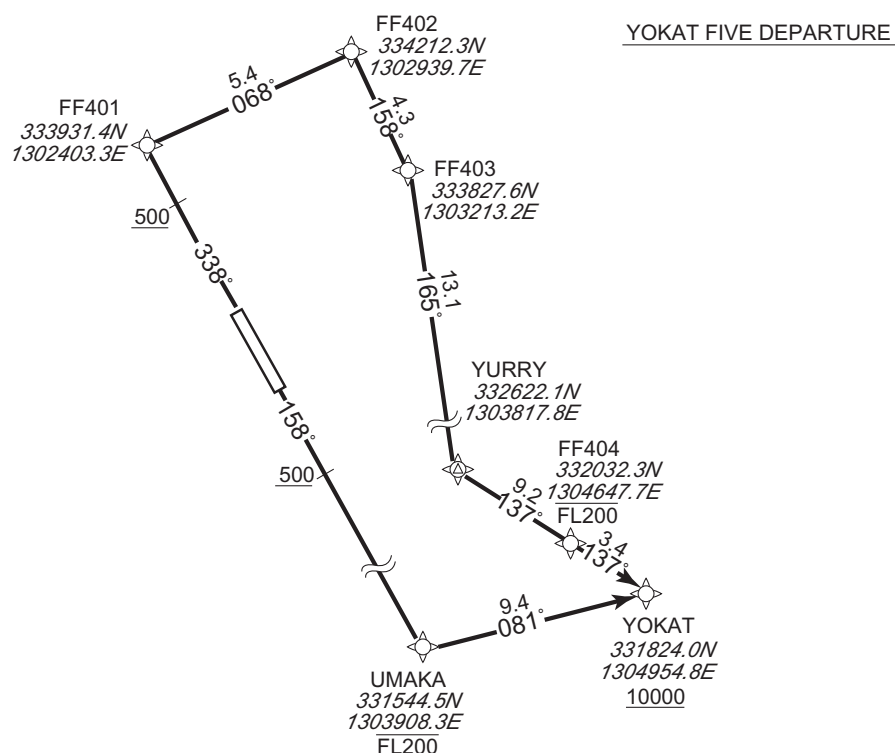 YOKAT FIVE DEPARTURE
FF402
334212.3N
1302939.7E
5.4
068°
FF401
333931.4N
1302403.3E
4.3
158°
FF403
333827.6N
1303213.2E
500
338°
13.1
165°
YURRY
332622.1N
1303817.8E
158°
500
FF404
332032.3N
1304647.7E
FL200
9.2
137°
3.4
137°
9.4
081°
YOKAT
331824.0N
1304954.8E
10000
UMAKA
331544.5N
1303908.3E
FL200